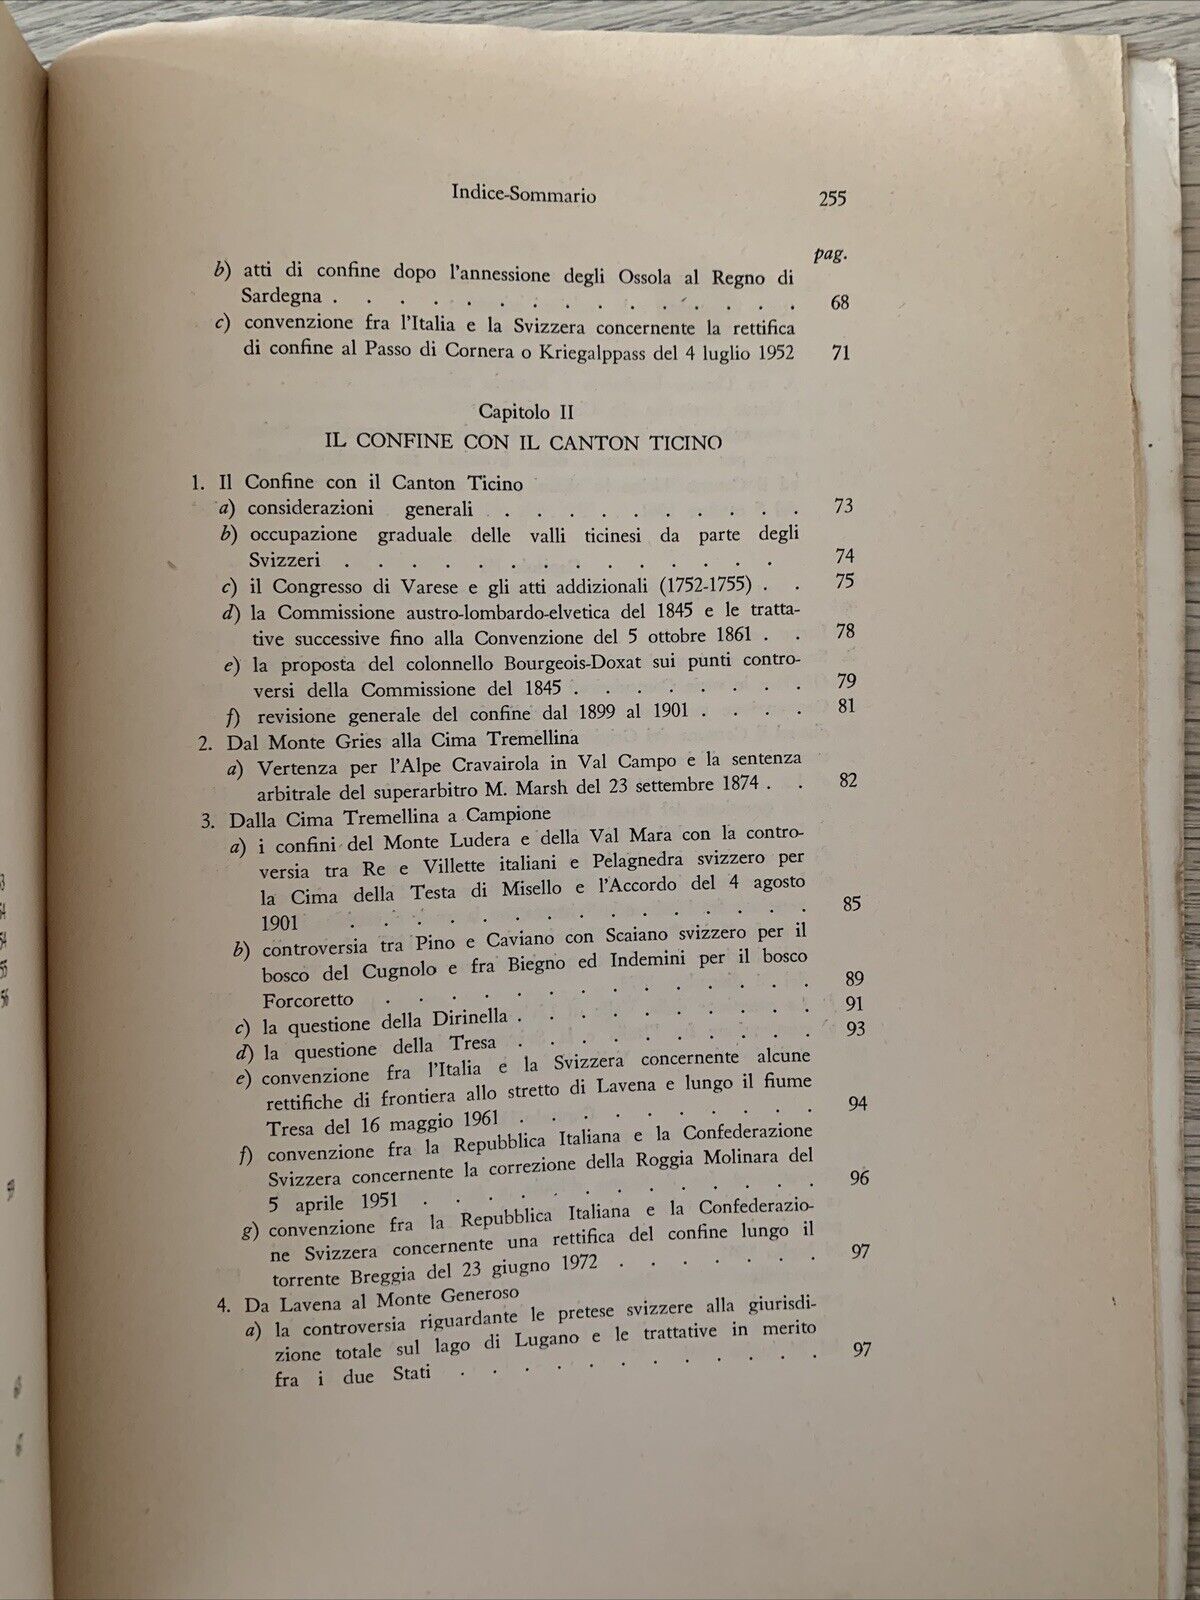 Indice-Sommario 255
pag.
b) atti di confine dopo l'annessione degli Ossola al Regno di
Sardegna . . . . . . . . . . . . . . . 68
c) convenzione fra l'Italia e la Svizzera concernente la rettifica
di confine al Passo di Cornera o Kriegalppass del 4 luglio 1952 71
Capitolo II
IL CONFINE CON IL CANTON TICINO
1. Il Confine con il Canton Ticino
a) considerazioni generali . . . . . . . . . . 73
b) occupazione graduale delle valli ticinesi da parte degli
Svizzeri . . . . . . . . . . . . . . 74
c) il Congresso di Varese e gli atti addizionali (1752-1755) . . 75
d) la Commissione austro-lombardo-elvetica del 1845 e le tratta-
tive successive fino alla Convenzione del 5 ottobre 1861 . . 78
e) la proposta del colonnello Bourgeois-Doxat sui punti contro-
versi della Commissione del 1845 . . . . . . . . 79
f) revisione generale del confine dal 1899 al 1901 . . . . 81
2. Dal Monte Gries alla Cima Tremellina
a) Vertenza per l'Alpe Cravairola in Val Campo e la sentenza
arbitrale del superarbitro M. Marsh del 23 settembre 1874 . . 82
3. Dalla Cima Tremellina a Campione
a) i confini del Monte Ludera e della Val Mara con la contro-
versia tra Re e Villette italiani e Pelagnedra svizzero per
la Cima della Testa di Misello e l'Accordo del 4 agosto
1901 . . . . . . . . . . . . . . 85
b) controversia tra Pino e Caviano con Scaiano svizzero per il
bosco del Cugnolo e fra Biegno ed Indemini per il bosco
Forcoretto . . . . . . . . . . . . . 89
c) la questione della Dirinella . . . . . . . . . . 91
d) la questione della Tresa . . . . . . . . . . 93
e) convenzione fra l'Italia e la Svizzera concernente alcune
rettifiche di frontiera allo stretto di Lavena e lungo il fiume
Tresa del 16 maggio 1961 . . . . . . . . . . 94
f) convenzione fra la Repubblica Italiana e la Confederazione
Svizzera concernente la correzione della Roggia Molinara del
5 aprile 1951 . . . . . . . . . . . . . 96
g) convenzione fra la Repubblica Italiana e la Confederazio-
ne Svizzera concernente una rettifica del confine lungo il
torrente Breggia del 23 giugno 1972 . . . . . . . 97
4. Da Lavena al Monte Generoso
a) la controversia riguardante le pretese svizzere alla giurisdi-
zione totale sul lago di Lugano e le trattative in merito
fra i due Stati . . . . . . . . . . . . 97